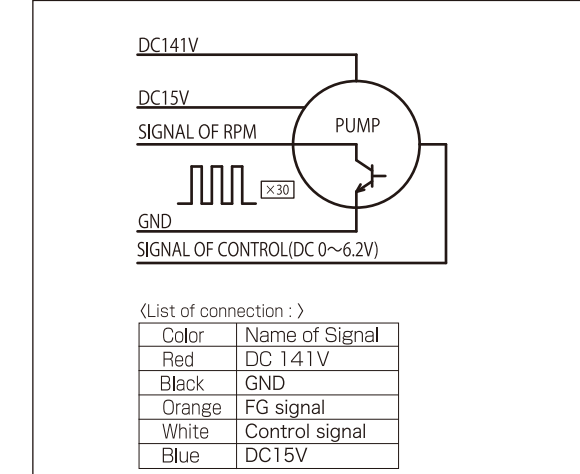 DC141V
DC15V
SIGNAL OF RPM
PUMP
×30
GND
SIGNAL OF CONTROL(DC 0～6.2V)
〈List of connection : 〉
Color Name of Signal
Red DC 141V
Black GND
Orange FG signal
White Control signal
Blue DC15V